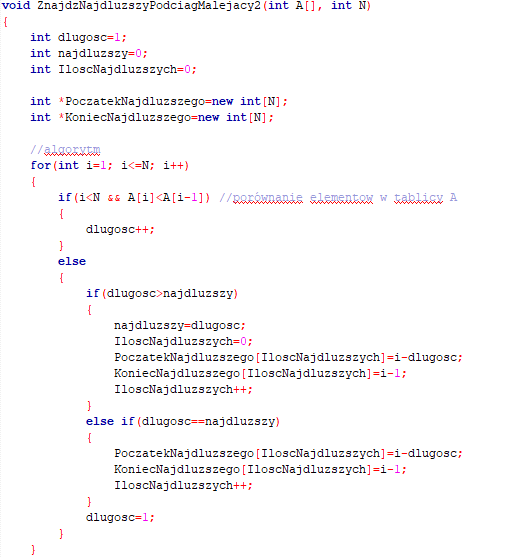 void ZnajdzNajdluzszyPodciagMalejacy2(int A[], int N)
{
int dlugosc=1;
int najdluzszy=0;
int IloscNajdluzszych=0;
int *PoczatekNajdluzszego=new int[N];
int *KoniecNajdluzszego=new int[N];
//algorytm
for(int i=1; i<=N; i++)
{
if(i<N && A[i]<A[i-1]) //porównanie elementow w tablicy A
{
dlugosc++;
}
else
{
if(dlugosc>najdluzszy)
{
najdluzszy=dlugosc;
IloscNajdluzszych=0;
PoczatekNajdluzszego[IloscNajdluzszych]=i-dlugosc;
KoniecNajdluzszego[IloscNajdluzszych]=i-1;
IloscNajdluzszych++;
}
else if(dlugosc==najdluzszy)
{
PoczatekNajdluzszego[IloscNajdluzszych]=i-dlugosc;
KoniecNajdluzszego[IloscNajdluzszych]=i-1;
IloscNajdluzszych++;
}
dlugosc=1;
}
}